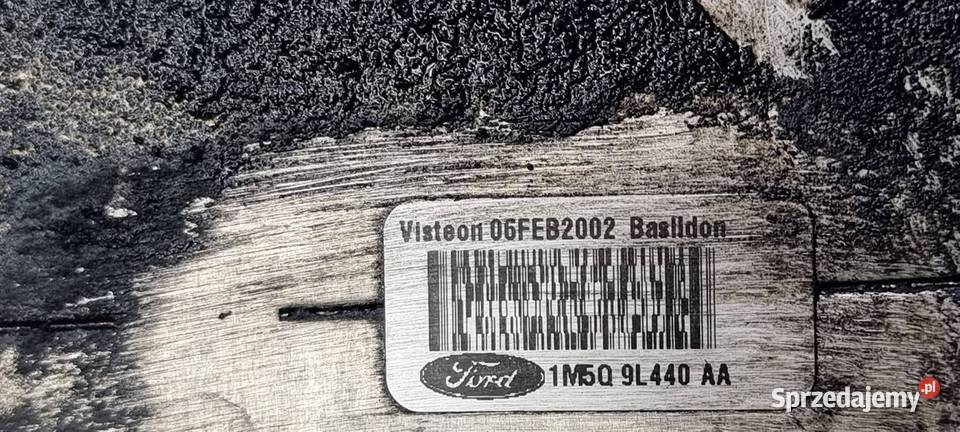 Visteon 06FEB2002 Basildon
Ford 1M5Q 9L440 AA
Sprzedajemy.pl